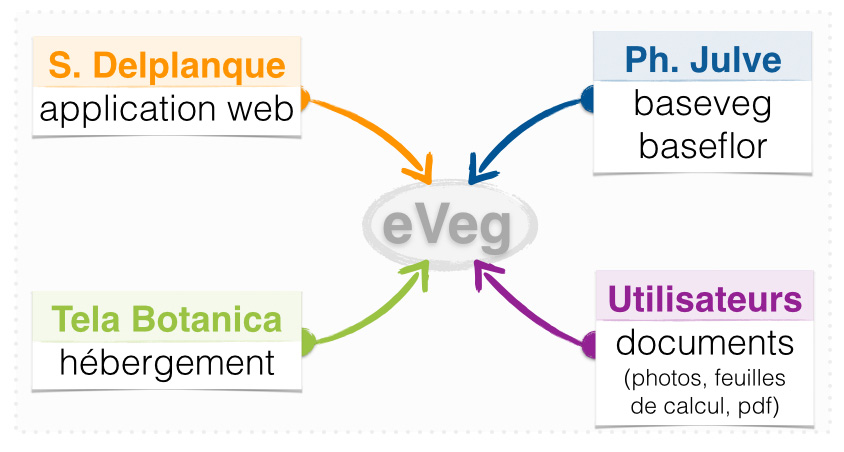 S. Delplanque
application web
Ph. Julve
baseveg
baseflor
eVeg
Tela Botanica
hébergement
Utilisateurs
documents
(photos, feuilles
de calcul, pdf)